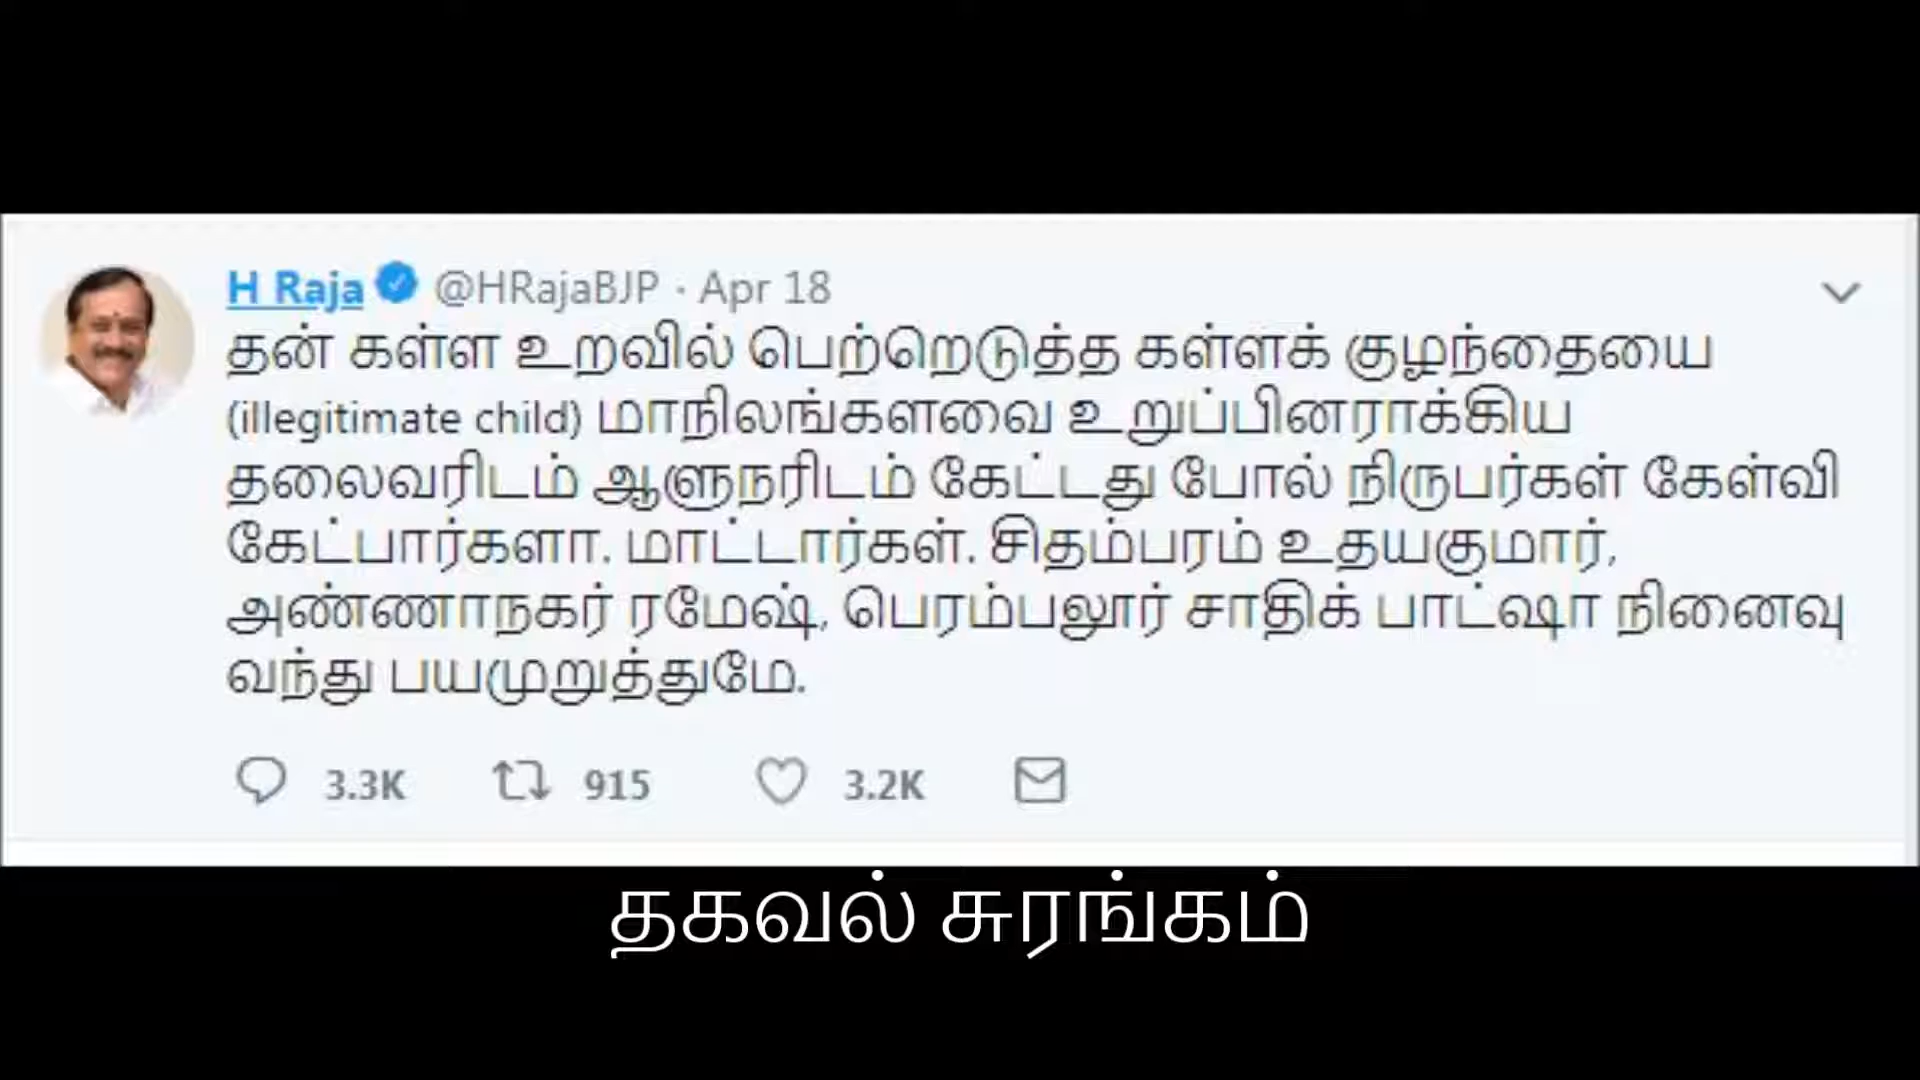 H Raja @HRajaBJP · Apr 18
தன் கள்ள உறவில் பெற்றெடுத்த கள்ளக் குழந்தையை
(illegitimate child) மாநிலங்களவை உறுப்பினராக்கிய
தலைவரிடம் ஆளுநரிடம் கேட்டது போல் நிருபர்கள் கேள்வி
கேட்பார்களா. மாட்டார்கள். சிதம்பரம் உதயகுமார்,
அண்ணாநகர் ரமேஷ், பெரம்பலூர் சாதிக் பாட்ஷா நினைவு
வந்து பயமுறுத்துமே.
3.3K 915 3.2K
தகவல் சுரங்கம்